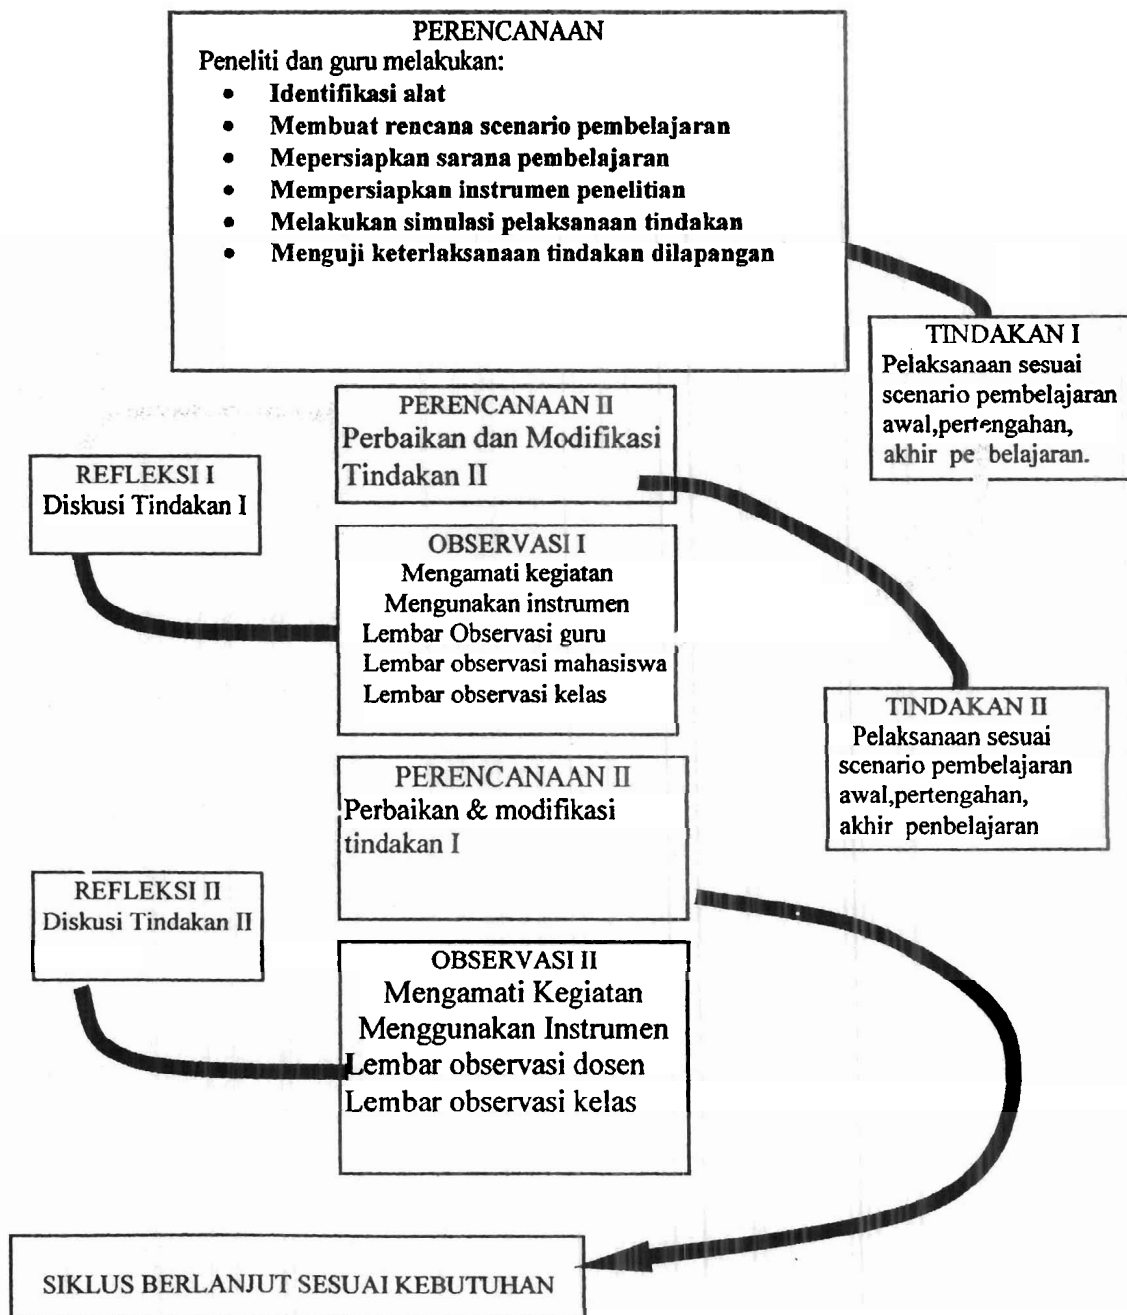 PERENCANAAN
Peneliti dan guru melakukan:
• Identifikasi alat
• Membuat rencana scenario pembelajaran
• Mepersiapkan sarana pembelajaran
• Mempersiapkan instrumen penelitian
• Melakukan simulasi pelaksanaan tindakan
• Menguji keterlaksanaan tindakan dilapangan
TINDAKAN I
Pelaksanaan sesuai
scenario pembelajaran
awal,pertengahan,
akhir pe belajaran.
PERENCANAAN II
Perbaikan dan Modifikasi
Tindakan II
REFLEKSI I
Diskusi Tindakan I
OBSERVASI I
Mengamati kegiatan
Mengunakan instrumen
Lembar Observasi guru
Lembar observasi mahasiswa
Lembar observasi kelas
TINDAKAN II
Pelaksanaan sesuai
scenario pembelajaran
awal,pertengahan,
akhir penbelajaran
PERENCANAAN II
Perbaikan & modifikasi
tindakan I
REFLEKSI II
Diskusi Tindakan II
OBSERVASI II
Mengamati Kegiatan
Menggunakan Instrumen
Lembar observasi dosen
Lembar observasi kelas
SIKLUS BERLANJUT SESUAI KEBUTUHAN